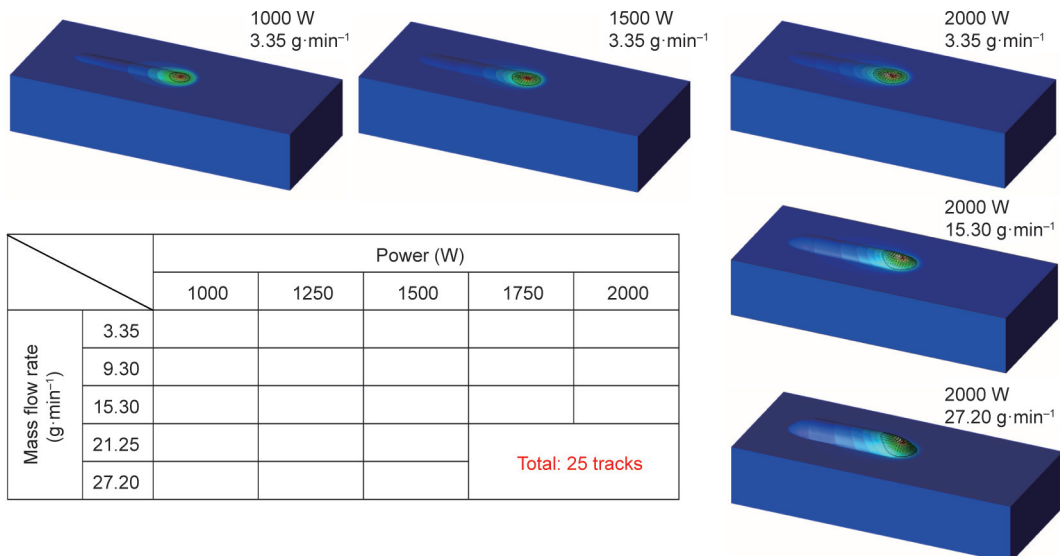 1000 W
3.35 g·min⁻¹
1500 W
3.35 g·min⁻¹
2000 W
3.35 g·min⁻¹
2000 W
15.30 g·min⁻¹
2000 W
27.20 g·min⁻¹
Power (W)
1000 1250 1500 1750 2000
Mass flow rate
(g·min⁻¹)
3.35
9.30
15.30
21.25
27.20
Total: 25 tracks